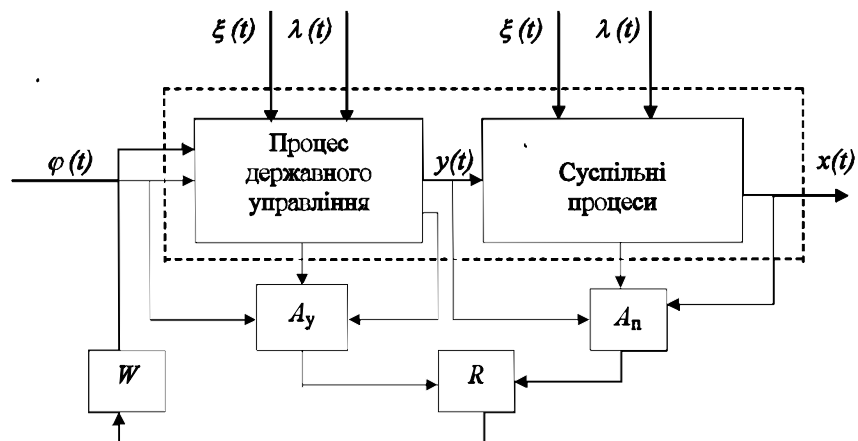 ξ(t) λ(t) ξ(t) λ(t)
φ(t)
Процес
державного
управління
y(t)
Суспільні
процеси
x(t)
Aу
Aп
W
R